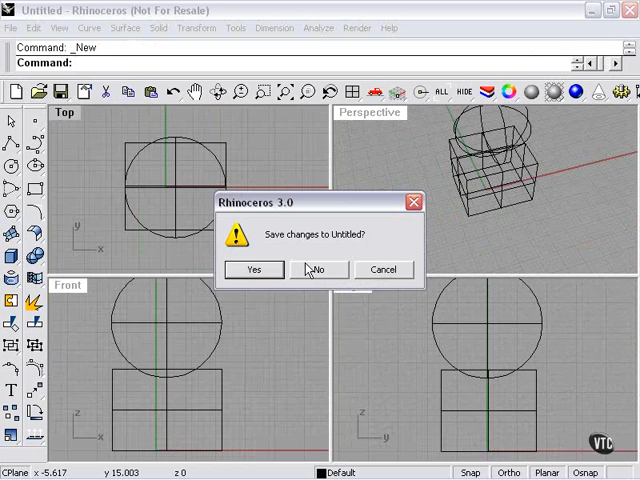 Untitled - Rhinoceros (Not For Resale)
File Edit View Curve Surface Solid Transform Tools Dimension Analyze Render Help
Command: _New
Command:
ALL HIDE
Top
Perspective
Rhinoceros 3.0
Save changes to Untitled?
Yes No Cancel
y
x
Front
z
x
z
y
T
VTC
CPlane x -5.617 y 15.003 z 0 Default Snap Ortho Planar Osnap